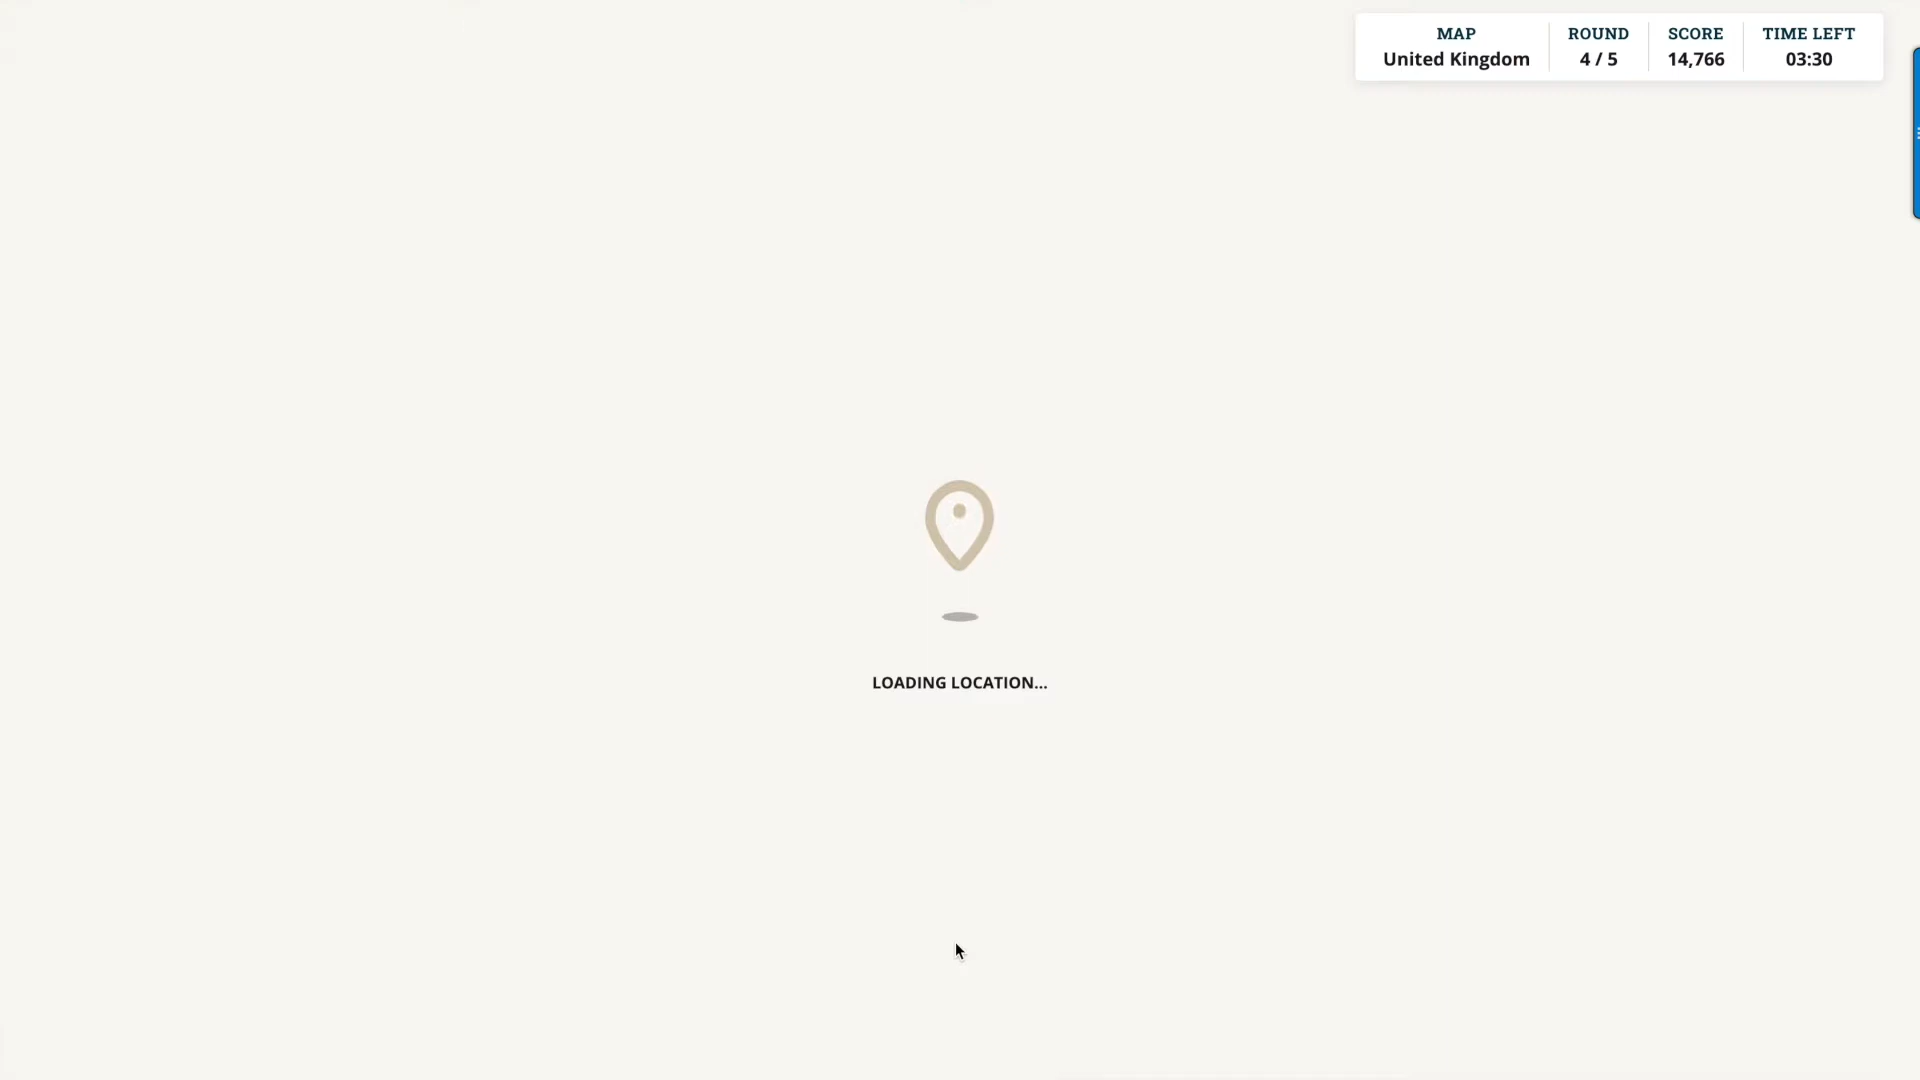 MAP
United Kingdom
ROUND
4 / 5
SCORE
14,766
TIME LEFT
03:30
LOADING LOCATION...